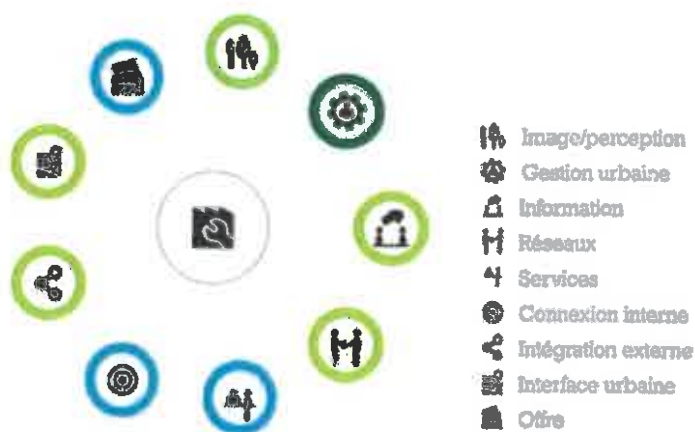 Image/perception
Gestion urbaine
Information
Réseaux
Services
Connexion interne
Intégration externe
Interface urbaine
Offre